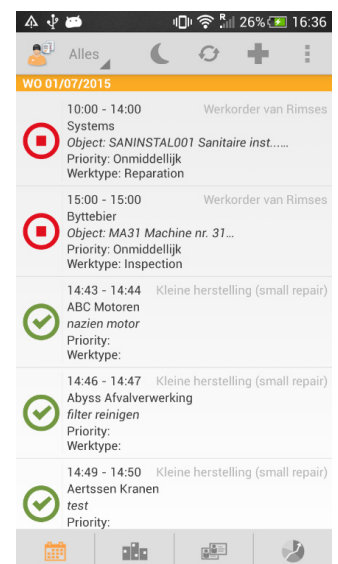 26% 16:36
Alles
WO 01/07/2015
10:00 - 14:00 Werkorder van Rimses
Systems
Object: SANINSTAL001 Sanitaire inst......
Priority: Onmiddellijk
Werktype: Reparation
15:00 - 15:00 Werkorder van Rimses
Byttebier
Object: MA31 Machine nr. 31...
Priority: Onmiddellijk
Werktype: Inspection
14:43 - 14:44 Kleine herstelling (small repair)
ABC Motoren
nazien motor
Priority:
Werktype:
14:46 - 14:47 Kleine herstelling (small repair)
Abyss Afvalverwerking
filter reinigen
Priority:
Werktype:
14:49 - 14:50 Kleine herstelling (small repair)
Aertssen Kranen
test
Priority: